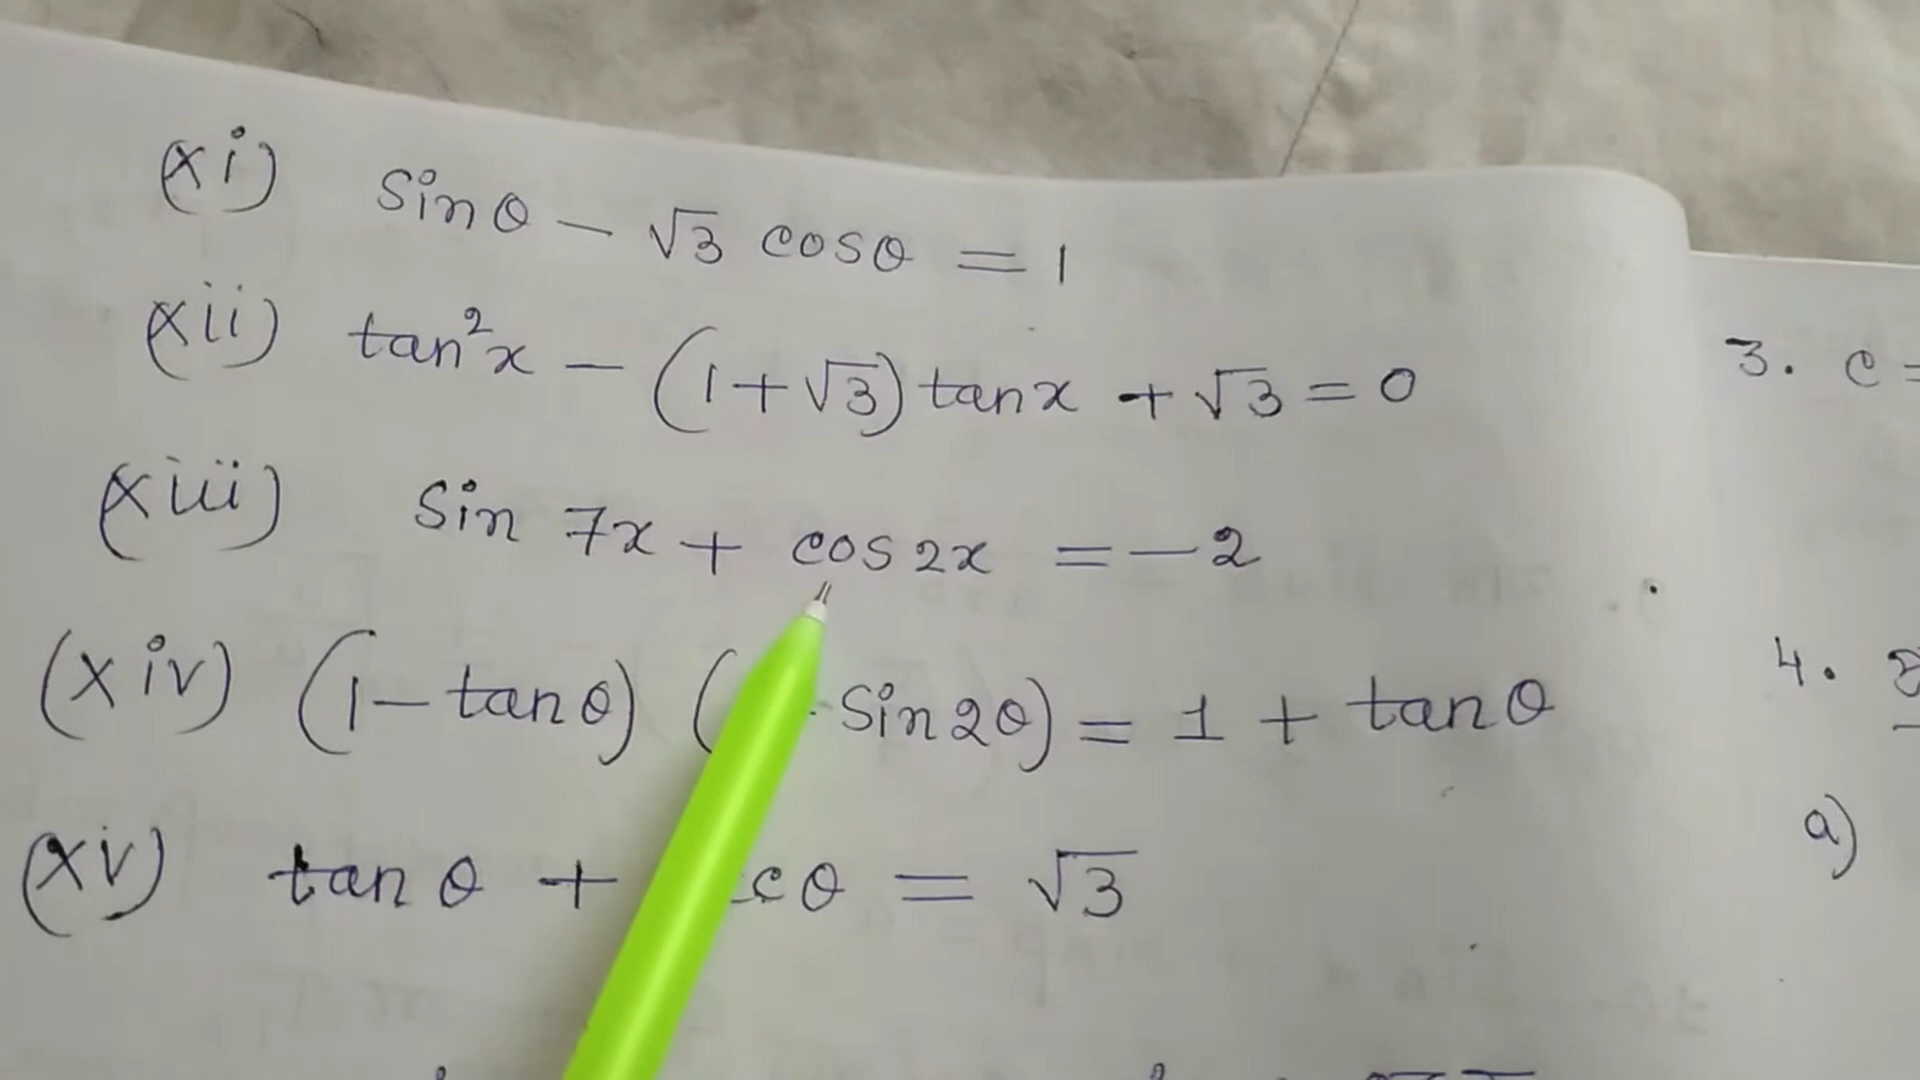 (xi) sinθ - √3 cosθ = 1
(xii) tan²x - (1+√3) tanx + √3 = 0
(xiii) sin 7x + cos 2x = -2
(xiv) (1 - tanθ) ( sin2θ) = 1 + tanθ
(xv) tanθ + cθ = √3
3. c =
4.
a)